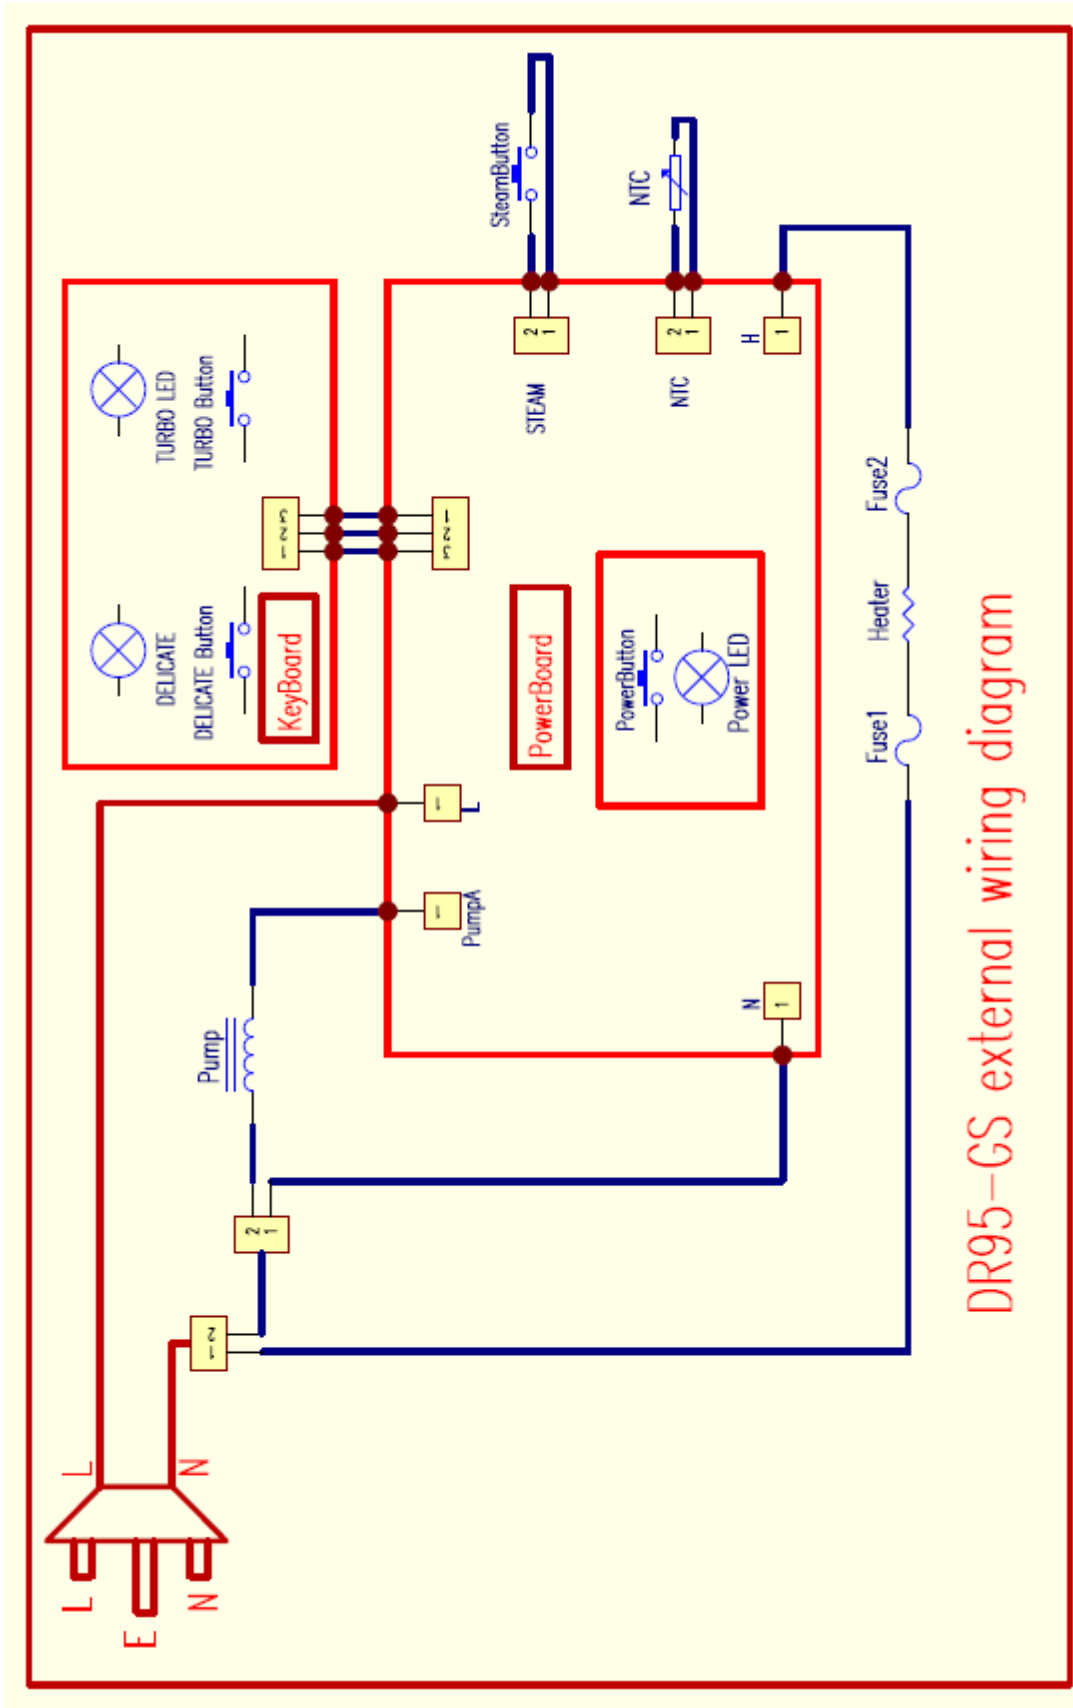 L
E
N
L
N
1 2
2
1
Pump
PumpA
1
L
1
N
1
DELICATE
DELICATE Button
KeyBoard
TURBO LED
TURBO Button
1 2 3
3 2 1
PowerBoard
PowerButton
Power LED
STEAM
2
1
SteamButton
NTC
2
1
NTC
H
1
Fuse1
Heater
Fuse2
DR95-GS external wiring diagram